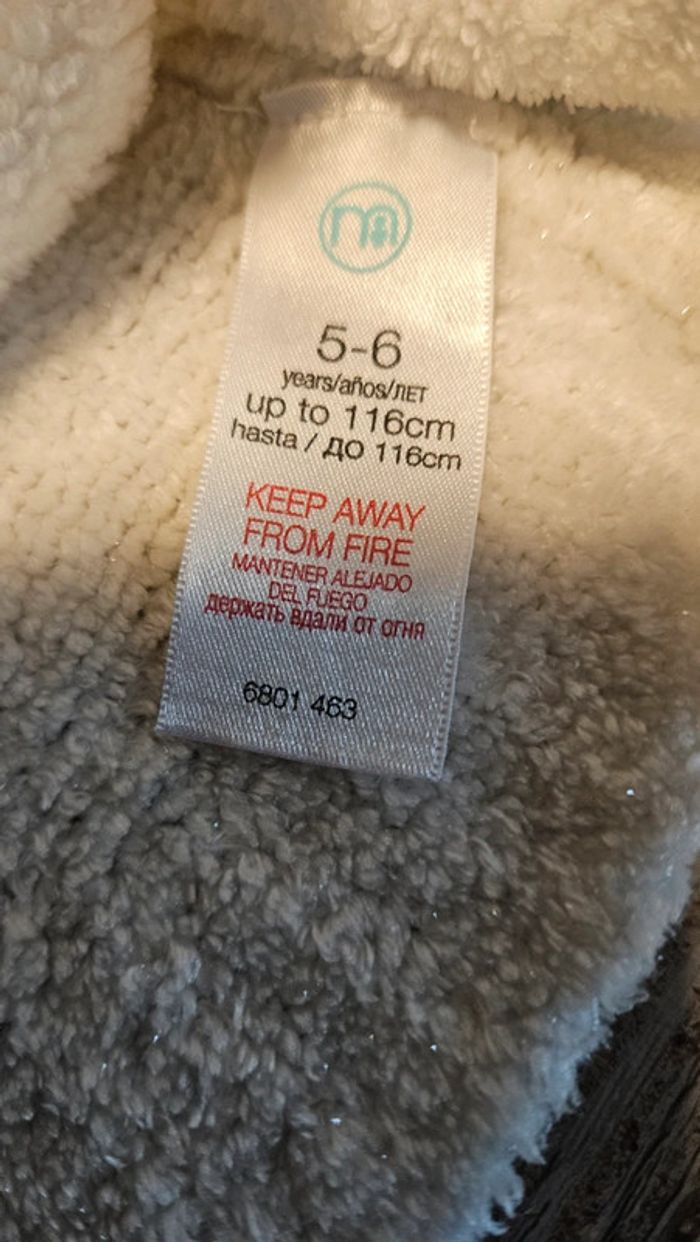 m
5-6
years/años/ЛЕТ
up to 116cm
hasta / до 116cm
KEEP AWAY
FROM FIRE
MANTENER ALEJADO
DEL FUEGO
держать вдали от огня
6801 463